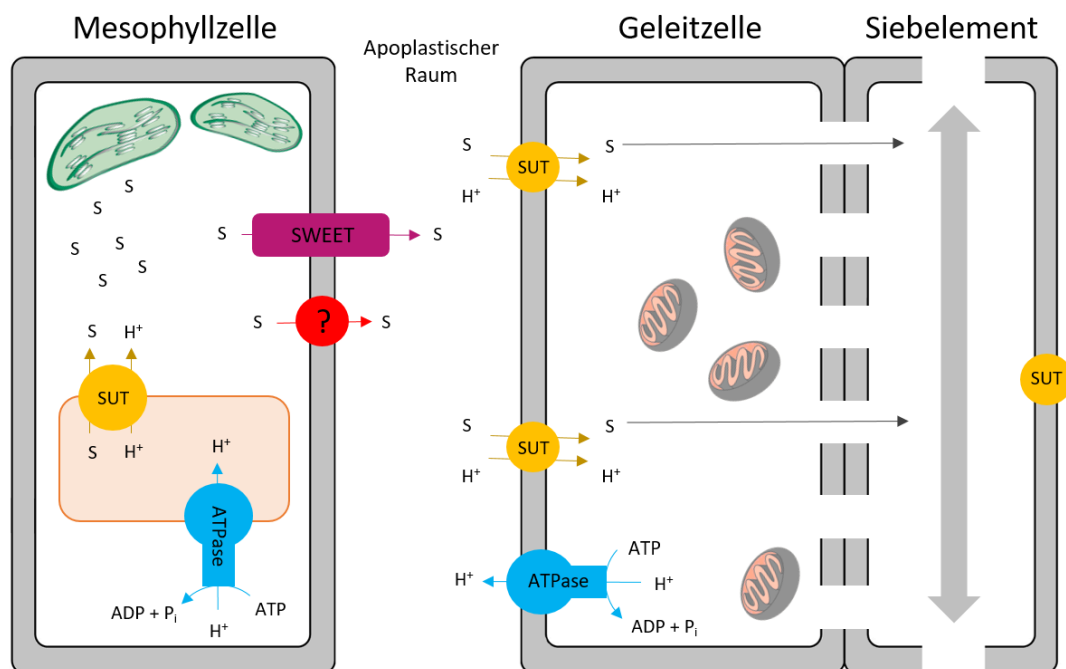 Mesophyllzelle
Apoplastischer
Raum
Geleitzelle
Siebelement
S
S
S
S
S
S
S
SWEET
S
S
?
S
S
H⁺
SUT
S
H⁺
H⁺
ATPase
ADP + Pᵢ
H⁺
ATP
S
H⁺
SUT
S
H⁺
S
H⁺
SUT
S
H⁺
H⁺
ATPase
ATP
H⁺
ADP + Pᵢ
SUT